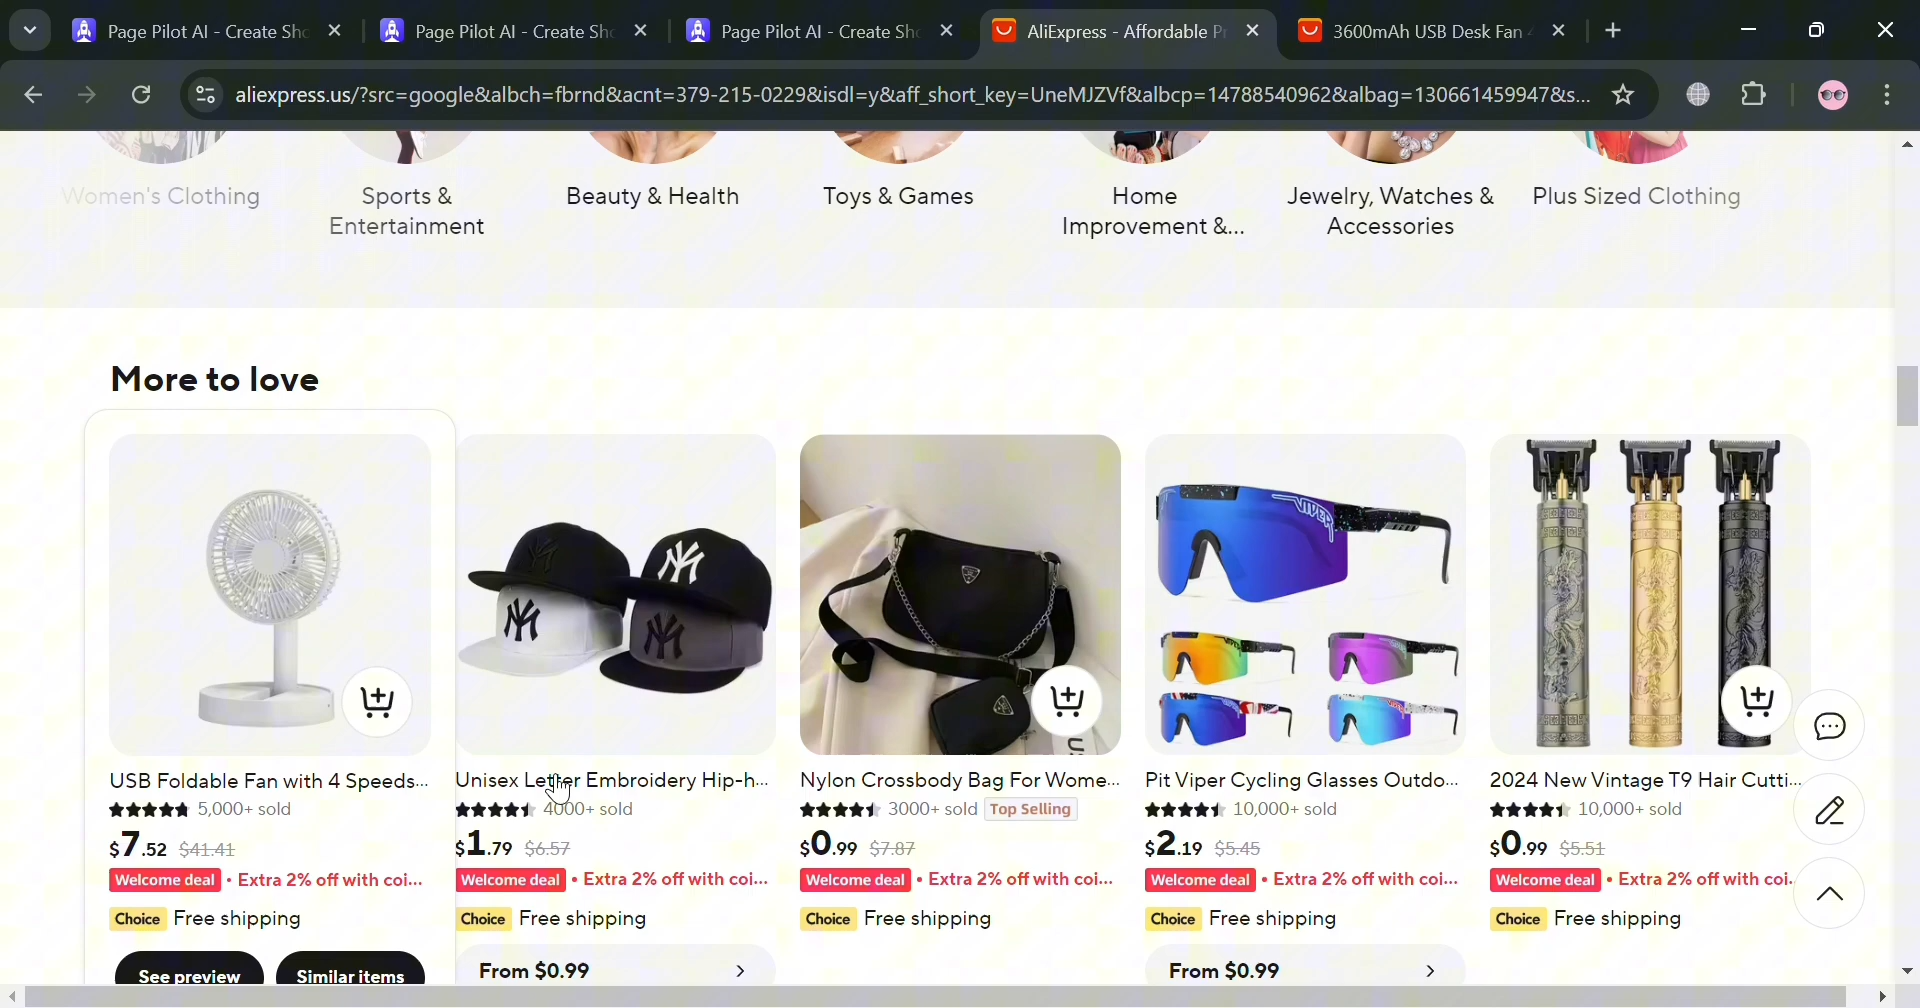 Page Pilot AI - Create Sh
Page Pilot AI - Create Sh
Page Pilot AI - Create Sh
AliExpress - Affordable P
3600mAh USB Desk Fan
aliexpress.us/?src=google&albch=fbrnd&acnt=379-215-0229&isdl=y&aff_short_key=UneMJZVf&albcp=14788540962&albag=130661459947&s...
Women's Clothing
Sports &
Entertainment
Beauty & Health
Toys & Games
Home
Improvement &...
Jewelry, Watches &
Accessories
Plus Sized Clothing
More to love
VIPER
USB Foldable Fan with 4 Speeds...
5,000+ sold
$7.52 $41.41
Welcome deal • Extra 2% off with coi...
Choice Free shipping
See preview
Similar items
Unisex Letter Embroidery Hip-h...
4000+ sold
$1.79 $6.57
Welcome deal • Extra 2% off with coi...
Choice Free shipping
From $0.99 >
Nylon Crossbody Bag For Wome...
3000+ sold Top Selling
$0.99 $7.87
Welcome deal • Extra 2% off with coi...
Choice Free shipping
Pit Viper Cycling Glasses Outdo...
10,000+ sold
$2.19 $5.45
Welcome deal • Extra 2% off with coi...
Choice Free shipping
From $0.99 >
2024 New Vintage T9 Hair Cutti...
10,000+ sold
$0.99 $5.51
Welcome deal • Extra 2% off with coi...
Choice Free shipping